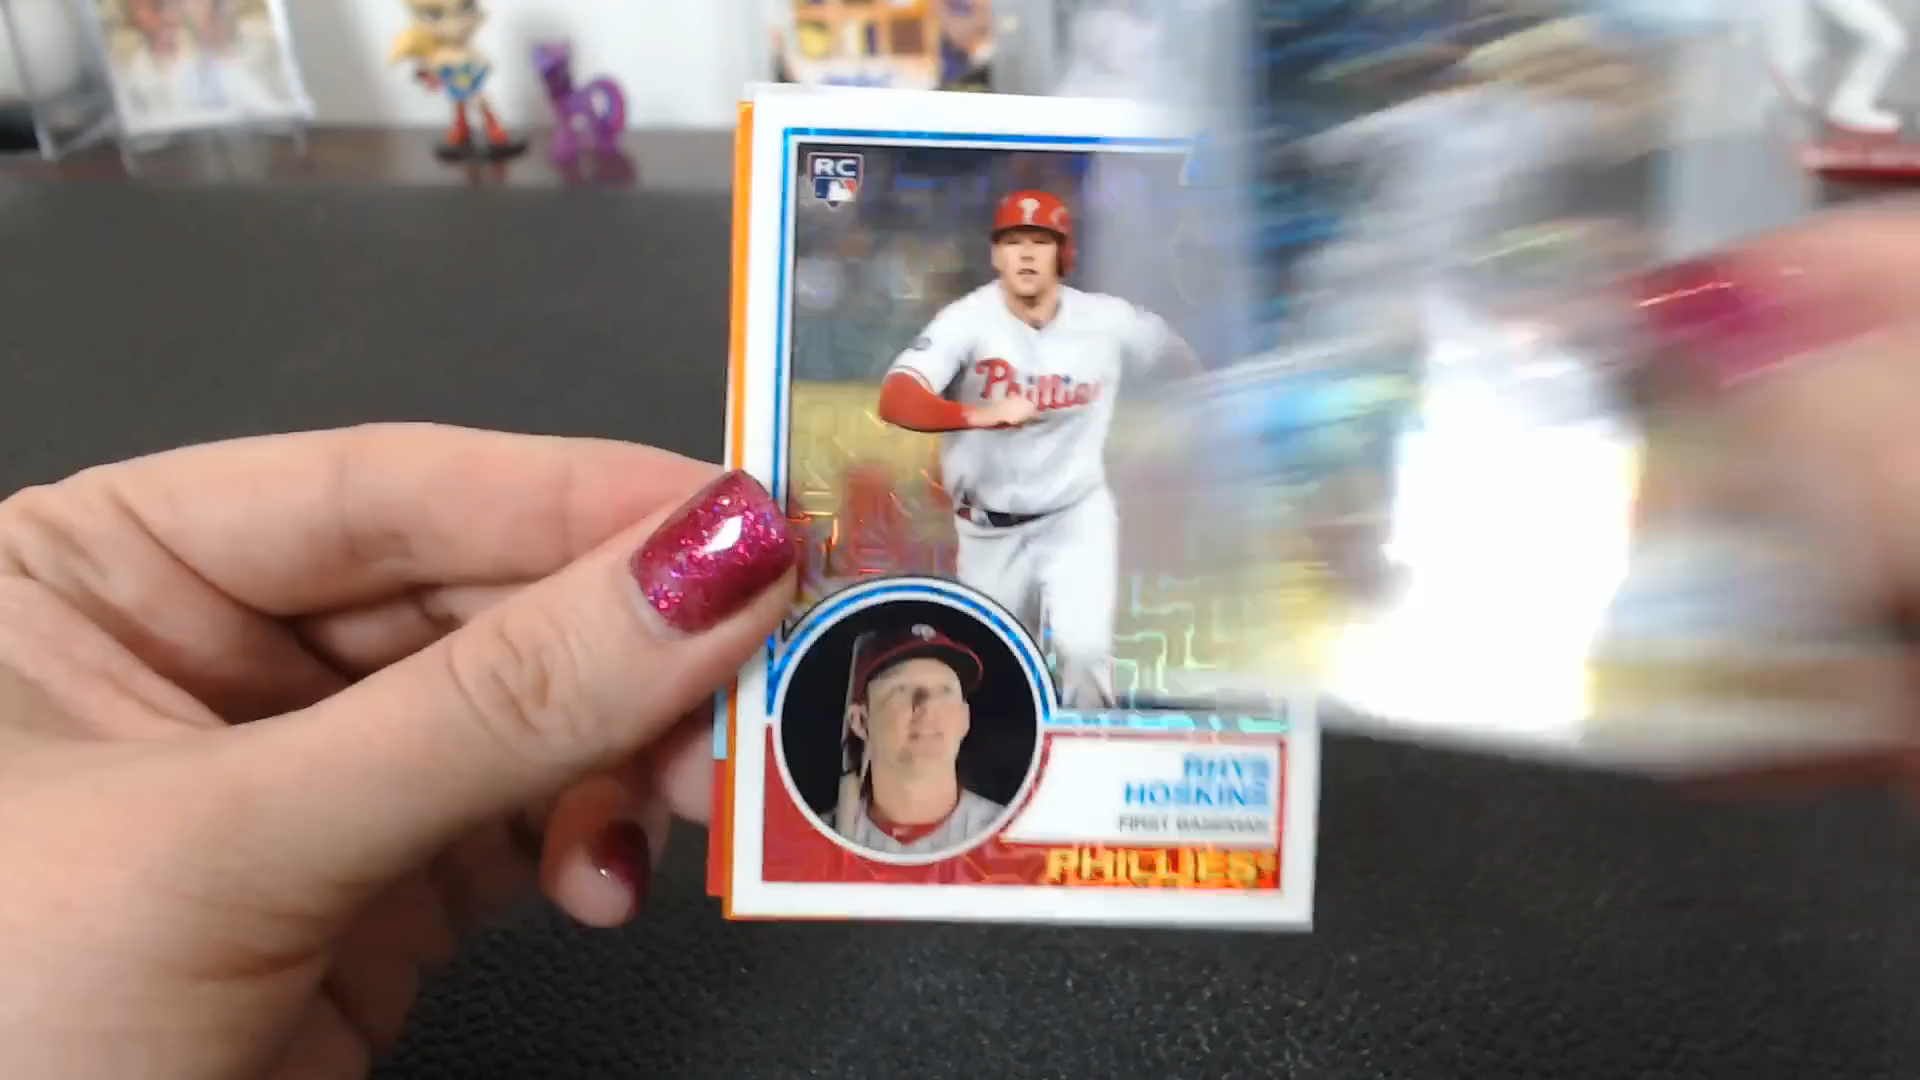 RC
Phillies
RHYS
HOSKINS
FIRST BASEMAN
PHILLIES